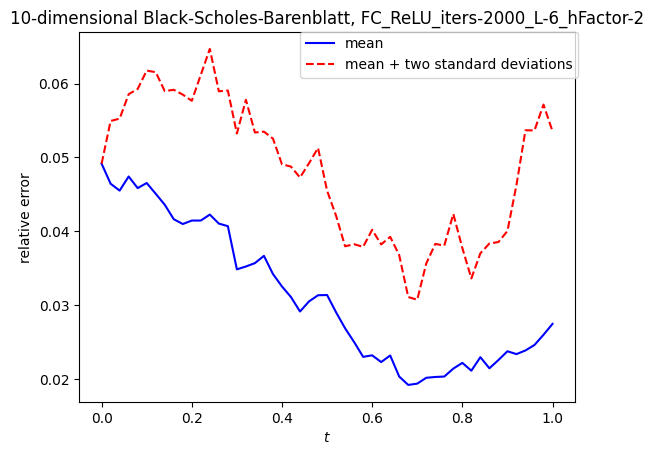 10-dimensional Black-Scholes-Barenblatt, FC_ReLU_iters-2000_L-6_hFactor-2
mean
mean + two standard deviations
relative error
0.06
0.05
0.04
0.03
0.02
0.0 0.2 0.4 0.6 0.8 1.0
t